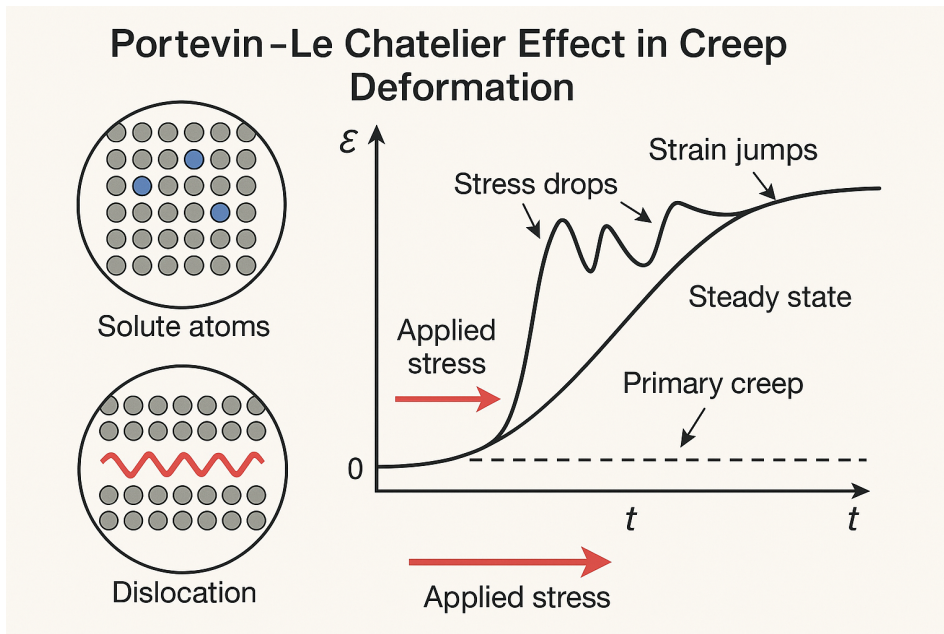 Portevin–Le Chatelier Effect in Creep
Deformation
Solute atoms
Dislocation
ε
Stress drops
Strain jumps
Applied
stress
Steady state
Primary creep
0
t
t
Applied stress